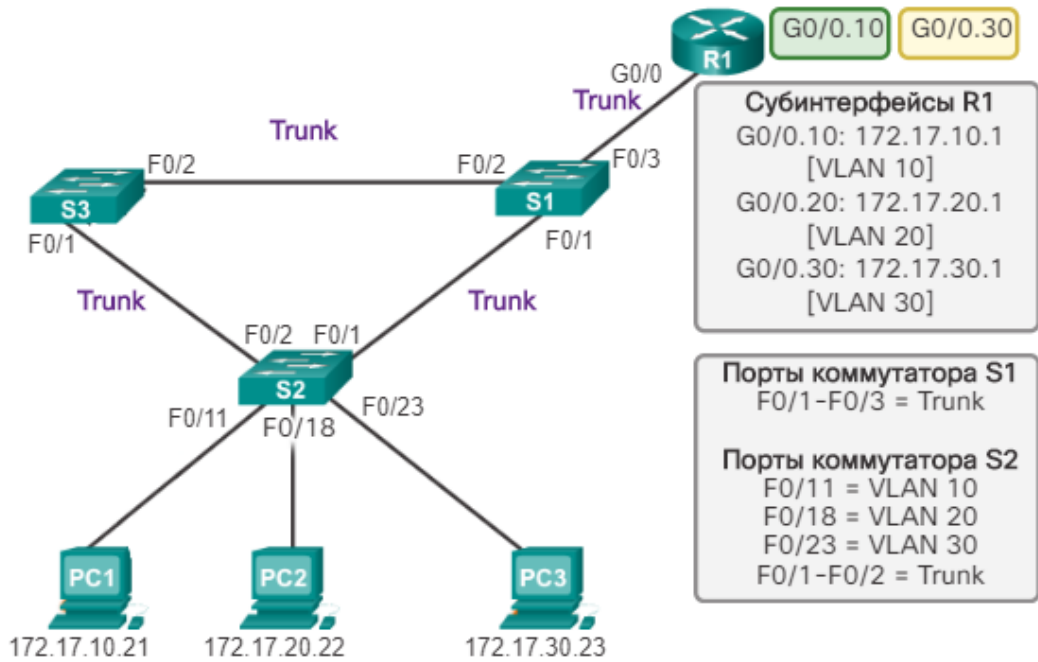 G0/0.10
G0/0.30
R1
G0/0
Trunk
Субинтерфейсы R1
G0/0.10: 172.17.10.1
[VLAN 10]
G0/0.20: 172.17.20.1
[VLAN 20]
G0/0.30: 172.17.30.1
[VLAN 30]
Trunk
F0/2
F0/2
F0/3
S3
S1
F0/1
F0/1
Trunk
Trunk
F0/2
F0/1
S2
F0/11
F0/18
F0/23
Порты коммутатора S1
F0/1-F0/3 = Trunk
Порты коммутатора S2
F0/11 = VLAN 10
F0/18 = VLAN 20
F0/23 = VLAN 30
F0/1-F0/2 = Trunk
PC1
PC2
PC3
172.17.10.21
172.17.20.22
172.17.30.23